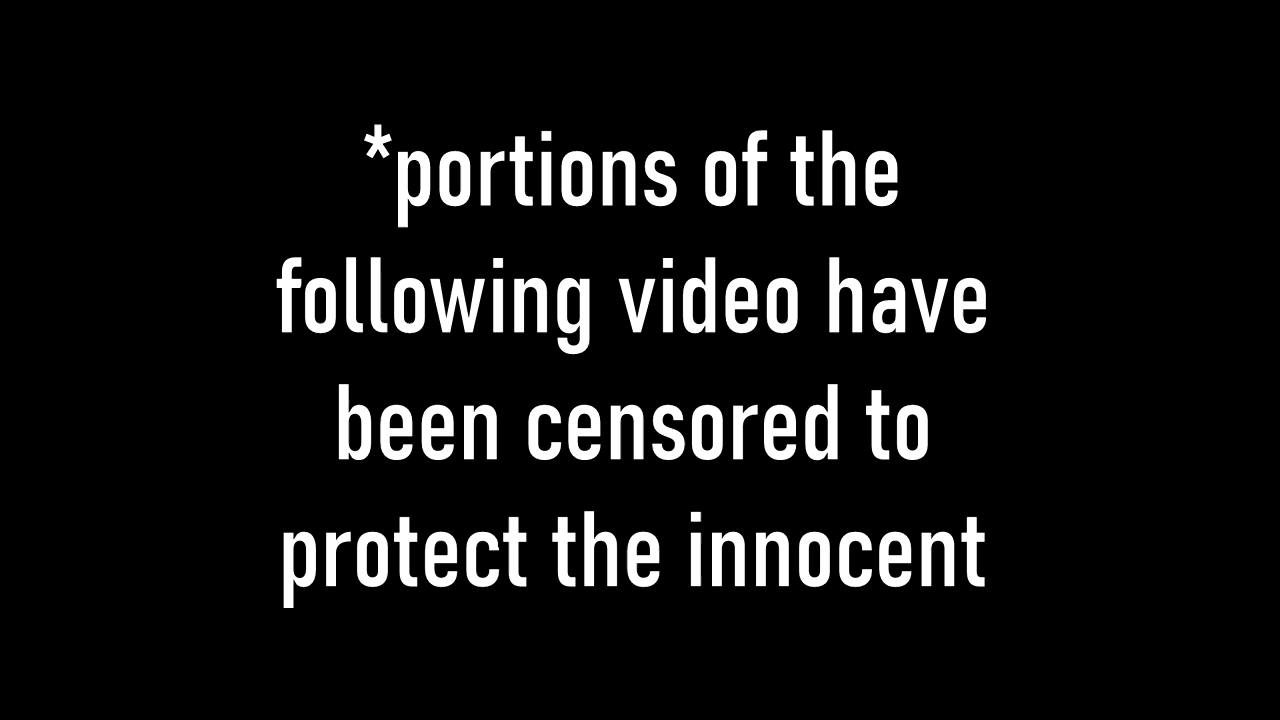 *portions of the
following video have
been censored to
protect the innocent